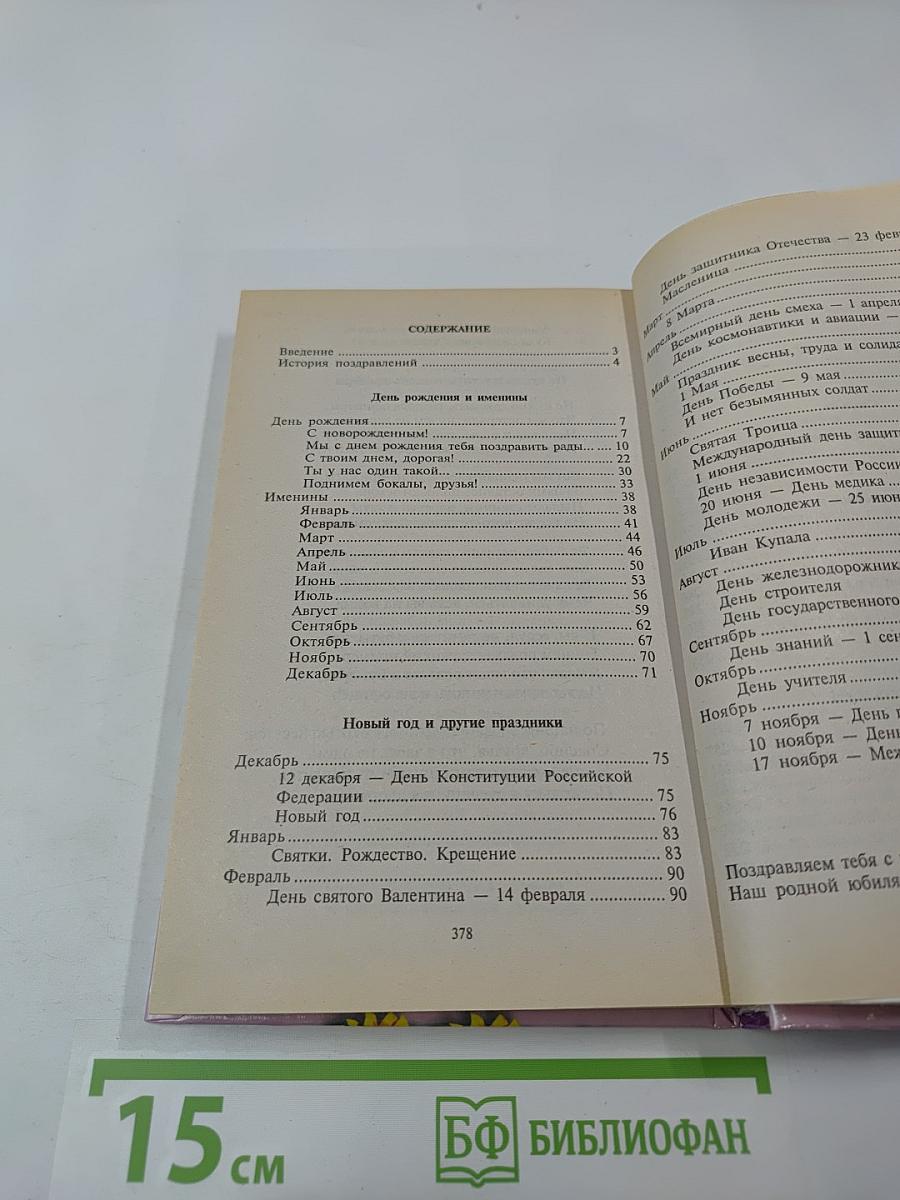 СОДЕРЖАНИЕ
Введение ........ 3
История поздравлений ........ 4
День рождения и именины
День рождения ........ 7
С новорожденным! ........ 7
Мы с днем рождения тебя поздравить рады... .... 10
С твоим днем, дорогая! ........ 22
Ты у нас один такой... ........ 30
Поднимем бокалы, друзья! ........ 33
Именины ........ 38
Январь ........ 38
Февраль ........ 41
Март ........ 44
Апрель ........ 46
Май ........ 50
Июнь ........ 53
Июль ........ 56
Август ........ 59
Сентябрь ........ 62
Октябрь ........ 67
Ноябрь ........ 70
Декабрь ........ 71
Новый год и другие праздники
Декабрь ........ 75
12 декабря — День Конституции Российской
Федерации ........ 75
Новый год ........ 76
Январь ........ 83
Святки. Рождество. Крещение ........ 83
Февраль ........ 90
День святого Валентина — 14 февраля ........ 90
378
День защитника Отечества — 23 фев
Масленица ........
Март ........
8 Марта ........
Апрель ........
Всемирный день смеха — 1 апреля
День космонавтики и авиации —
Май ........
Праздник весны, труда и солида
1 Мая ........
День Победы — 9 мая ........
И нет безымянных солдат ........
Июнь ........
Святая Троица ........
Международный день защит
1 июня ........
День независимости Росси
20 июня — День медика ...
День молодежи — 25 июн
Июль ........
Иван Купала ........
Август ........
День железнодорожник
День строителя
День государственного
Сентябрь ........
День знаний — 1 сен
Октябрь ........
День учителя ........
Ноябрь ........
7 ноября — День
10 ноября — Ден
17 ноября — Меж
Поздравляем тебя с
Наш родной юбиля
15 см
БФ БИБЛИОФАН